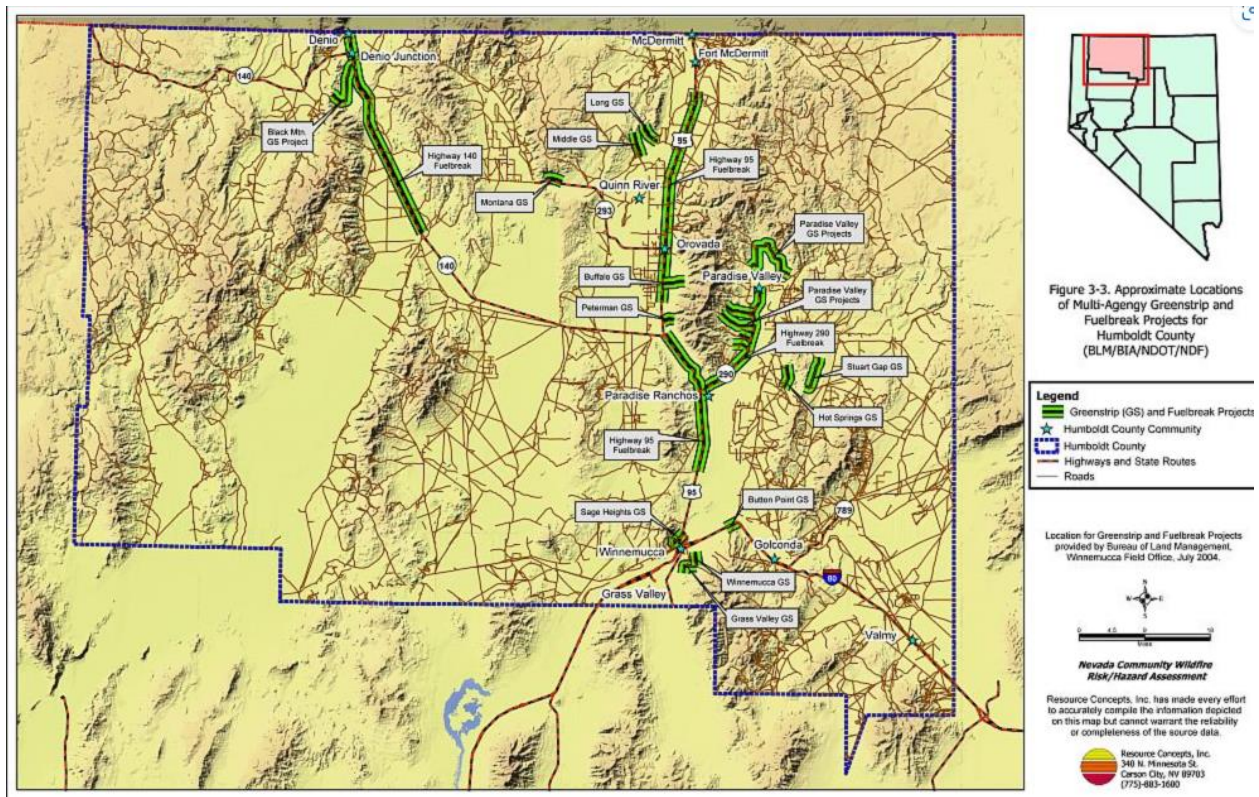 Denio
Denio Junction
140
Black Mtn.
GS Project
Highway 140
Fuelbreak
140
McDermitt
Fort McDermitt
Long GS
Middle GS
95
Highway 95
Fuelbreak
Montana GS
Quinn River
293
Orovada
Paradise Valley
GS Projects
Buffalo GS
Paradise Valley
Peterman GS
Paradise Valley
GS Projects
Highway 290
Fuelbreak
290
Stuart Gap GS
Paradise Ranchos
Hot Springs GS
Highway 95
Fuelbreak
95
Button Point GS
Sage Heights GS
789
Winnemucca
Golconda
80
Winnemucca GS
Grass Valley
Grass Valley GS
Valmy
Figure 3-3. Approximate Locations
of Multi-Agengy Greenstrip and
Fuelbreak Projects for
Humboldt County
(BLM/BIA/NDOT/NDF)
Legend
Greenstrip (GS) and Fuelbreak Projects
Humboldt County Community
Humboldt County
Highways and State Routes
Roads
Location for Greenstrip and Fuelbreak Projects
provided by Bureau of Land Management,
Winnemucca Field Office, July 2004.
N
W
E
S
Miles
Nevada Community Wildfire
Risk/Hazard Assessment
Resource Concepts, Inc. has made every effort
to accurately compile the information depicted
on this map but cannot warrant the reliability
or completeness of the source data.
Resource Concepts, Inc.
340 N. Minnesota St.
Carson City, NV 89703
(775)-883-1600